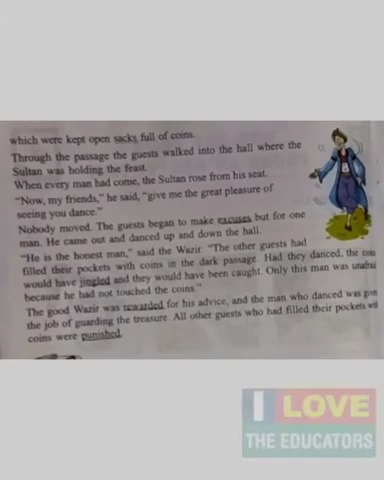 which were kept open sacks full of coins.
Through the passage the guests walked into the hall where the
Sultan was holding the feast.
When every man had come, the Sultan rose from his seat.
"Now, my friends," he said, "give me the great pleasure of
seeing you dance."
Nobody moved. The guests began to make excuses but for one
man. He came out and danced up and down the hall.
"He is the honest man," said the Wazir. "The other guests had
filled their pockets with coins in the dark passage. Had they danced, the
would have jingled and they would have been caught. Only this man was
because he had not touched the coins."
The good Wazir was rewarded for his advice, and the man who danced was
the job of guarding the treasure. All other guests who had filled their pockets
coins were punished.
I LOVE
THE EDUCATORS